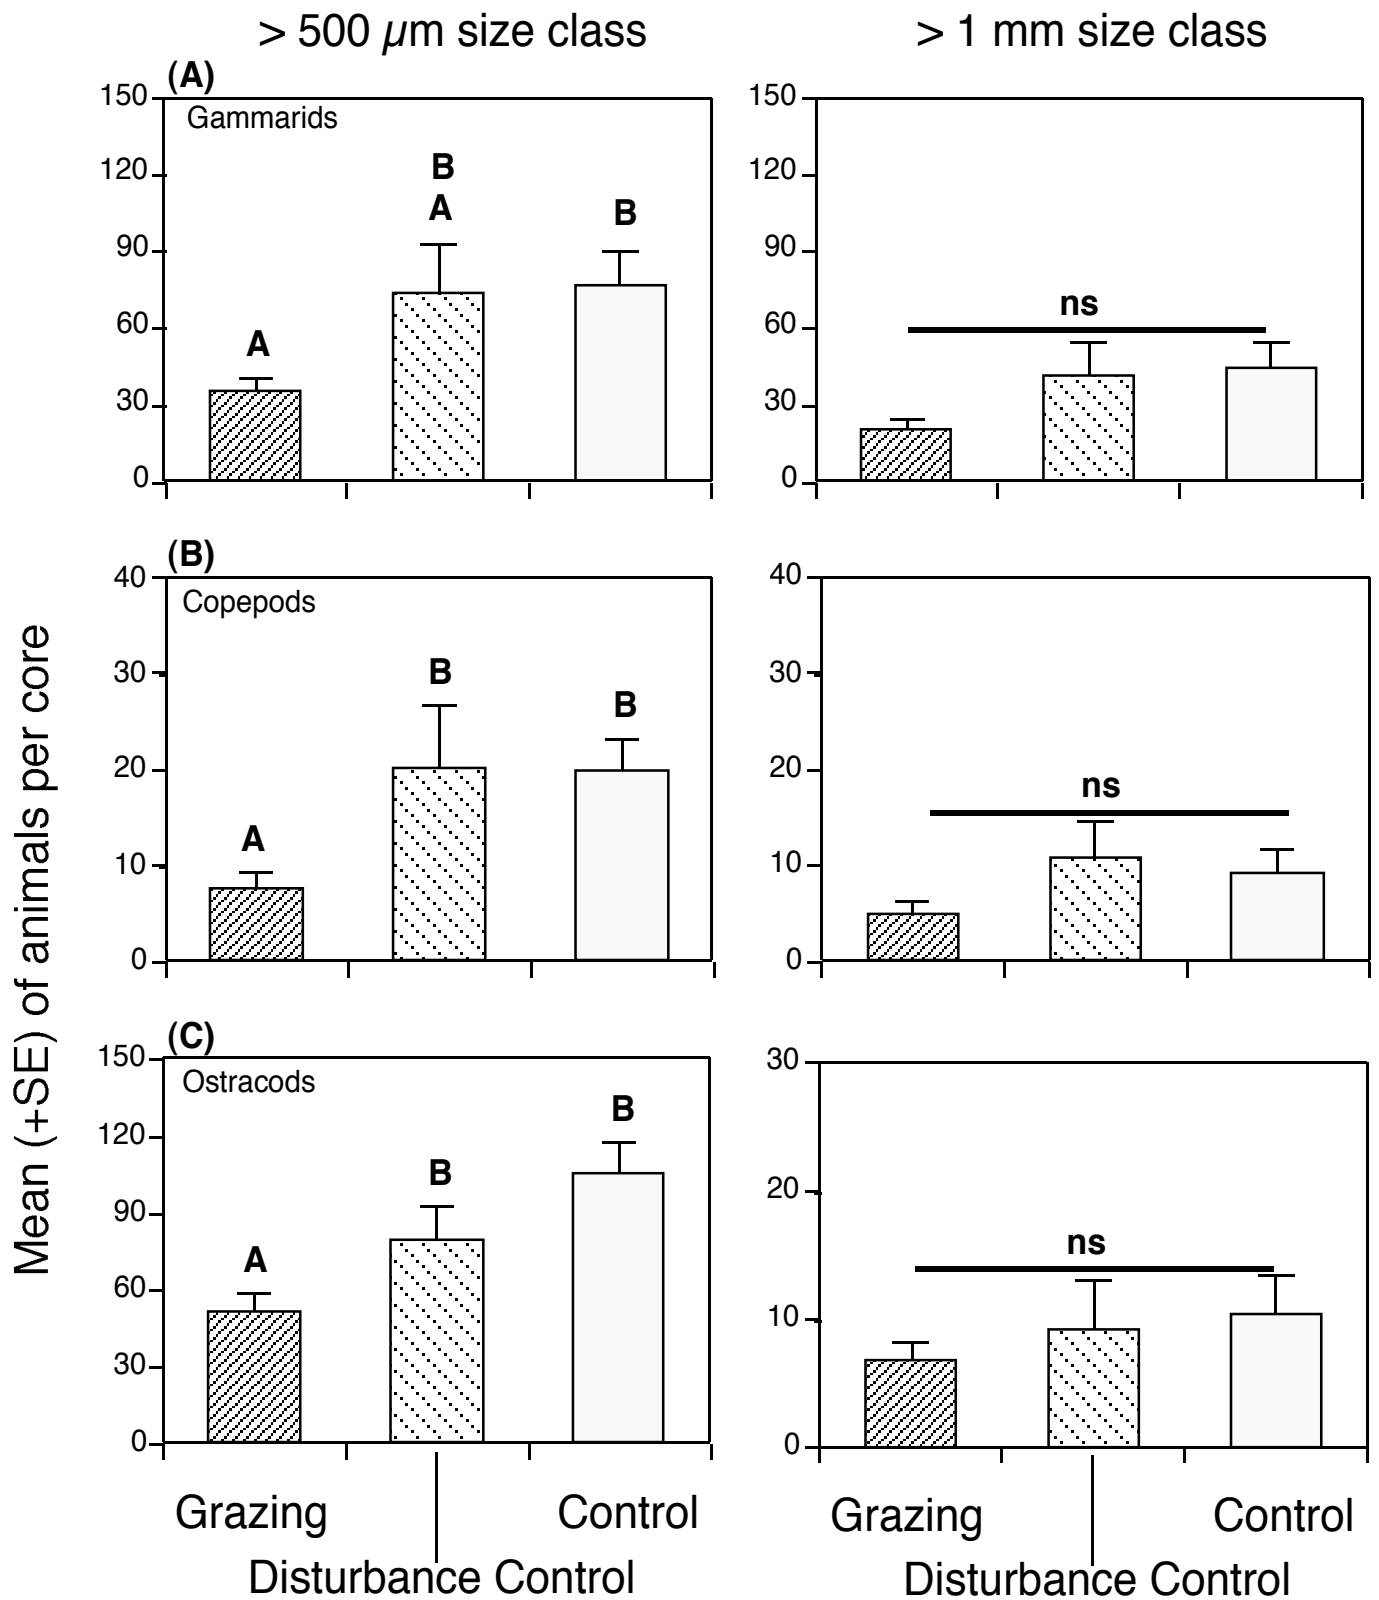 > 500 µm size class
> 1 mm size class
(A)
150
120
90
60
30
0
Gammarids
A
B
A
B
150
120
90
60
30
0
ns
(B)
40
30
20
10
0
Copepods
A
B
B
40
30
20
10
0
ns
(C)
150
120
90
60
30
0
Ostracods
A
B
B
30
20
10
0
ns
Mean (+SE) of animals per core
Grazing
Control
Disturbance Control
Grazing
Control
Disturbance Control